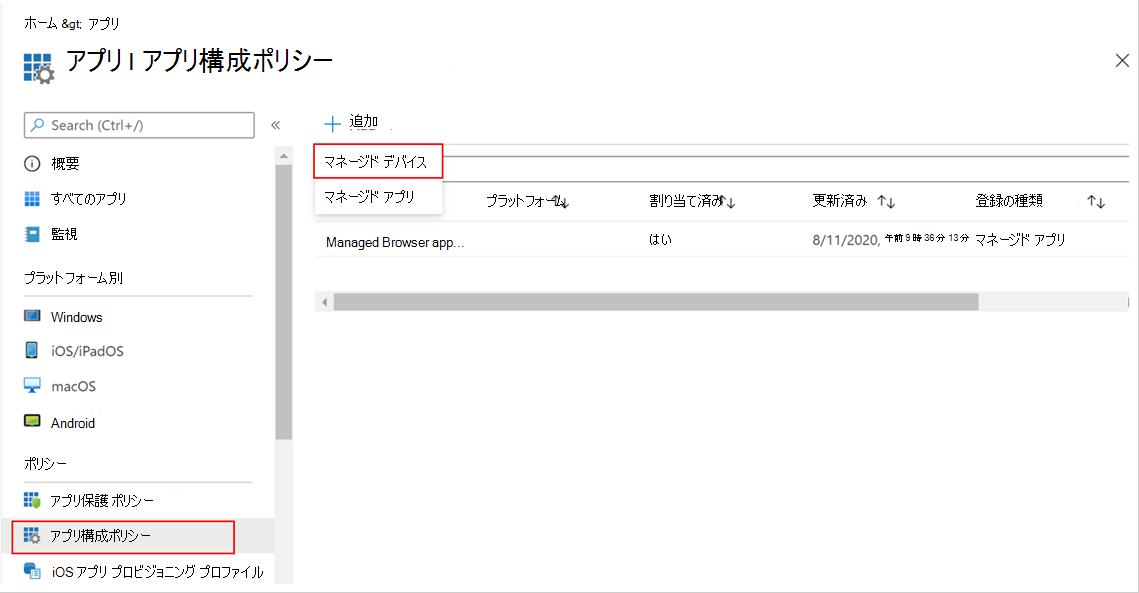 ホーム &gt; アプリ
アプリ | アプリ構成ポリシー
Search (Ctrl+/)
概要
すべてのアプリ
監視
プラットフォーム別
Windows
iOS/iPadOS
macOS
Android
ポリシー
アプリ保護 ポリシー
アプリ構成ポリシー
iOS アプリ プロビジョニング プロファイル
追加
マネージド デバイス
マネージド アプリ
プラットフォーム 割り当て済み 更新済み 登録の種類
Managed Browser app... はい 8/11/2020, 午前 9 時 36 分 13 分 マネージド アプリ